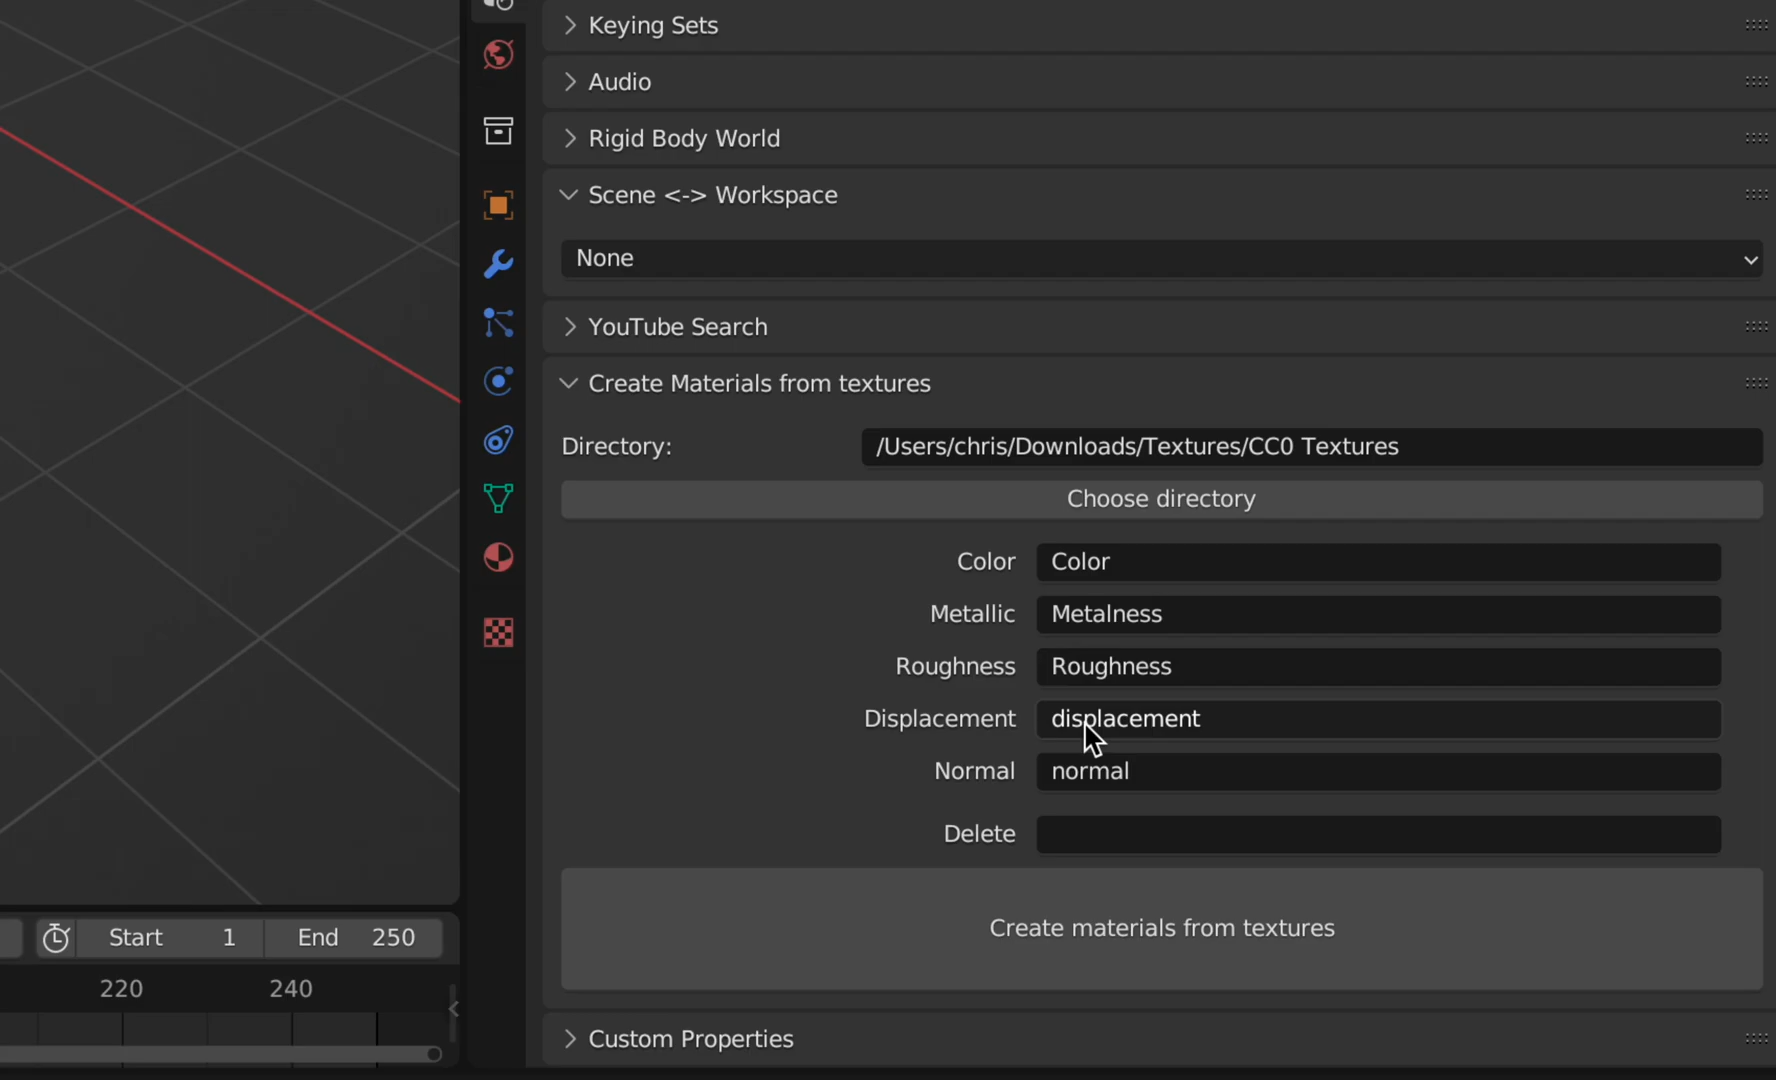 Keying Sets
Audio
Rigid Body World
Scene <-> Workspace
None
YouTube Search
Create Materials from textures
Directory: /Users/chris/Downloads/Textures/CC0 Textures
Choose directory
Color Color
Metallic Metalness
Roughness Roughness
Displacement displacement
Normal normal
Delete
Create materials from textures
Custom Properties
Start 1 End 250
220 240